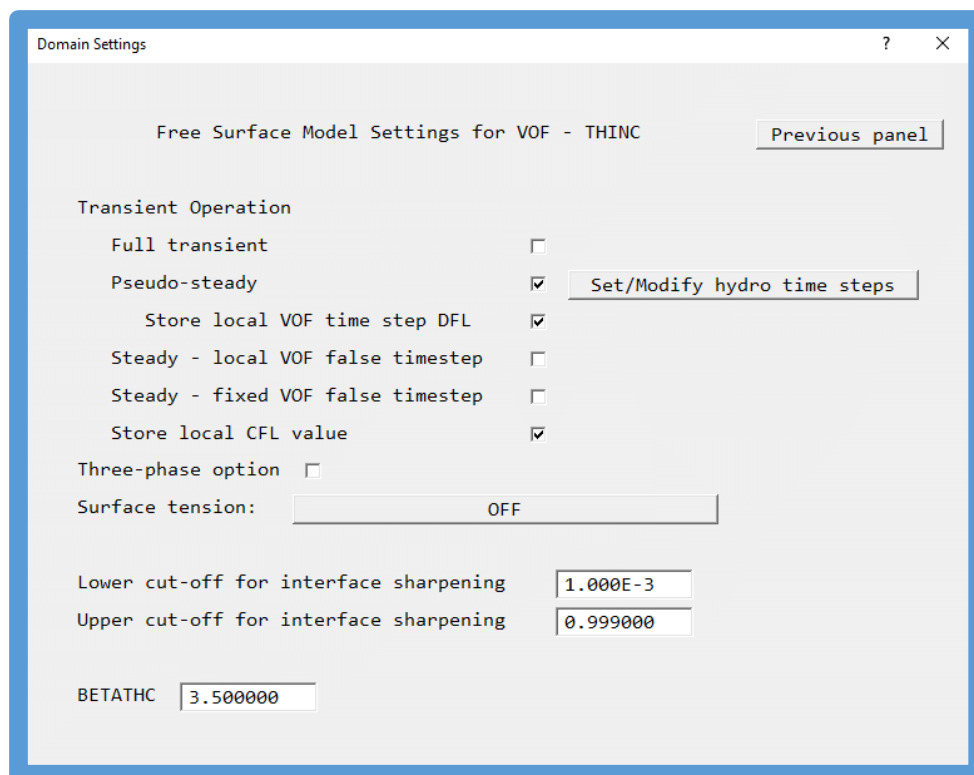 Domain Settings ? ×
Free Surface Model Settings for VOF - THINC Previous panel
Transient Operation
Full transient
Pseudo-steady Set/Modify hydro time steps
Store local VOF time step DFL
Steady - local VOF false timestep
Steady - fixed VOF false timestep
Store local CFL value
Three-phase option
Surface tension: OFF
Lower cut-off for interface sharpening 1.000E-3
Upper cut-off for interface sharpening 0.999000
BETATHC 3.500000